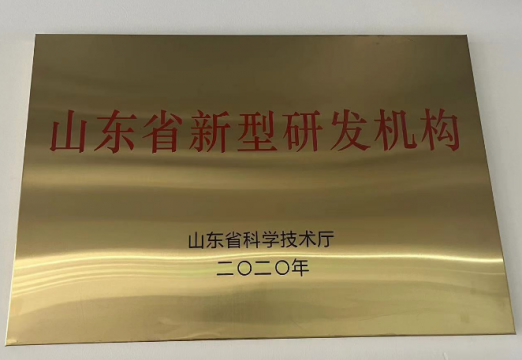 山东省新型研发机构
山东省科学技术厅
二〇二〇年